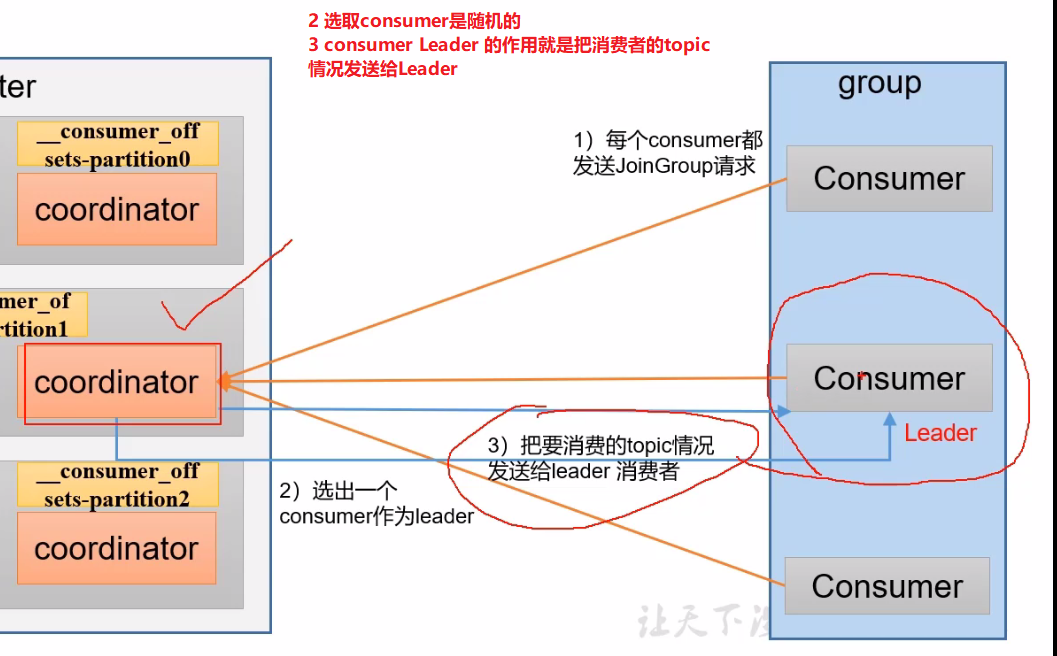 2 选取consumer是随机的
3 consumer Leader 的作用就是把消费者的topic
情况发送给Leader
ter
__consumer_off
sets-partition0
coordinator
mer_of
rtition1
coordinator
__consumer_off
sets-partition2
coordinator
1）每个consumer都
发送JoinGroup请求
3）把要消费的topic情况
发送给leader 消费者
2）选出一个
consumer作为leader
group
Consumer
Consumer
Leader
Consumer
让天下没